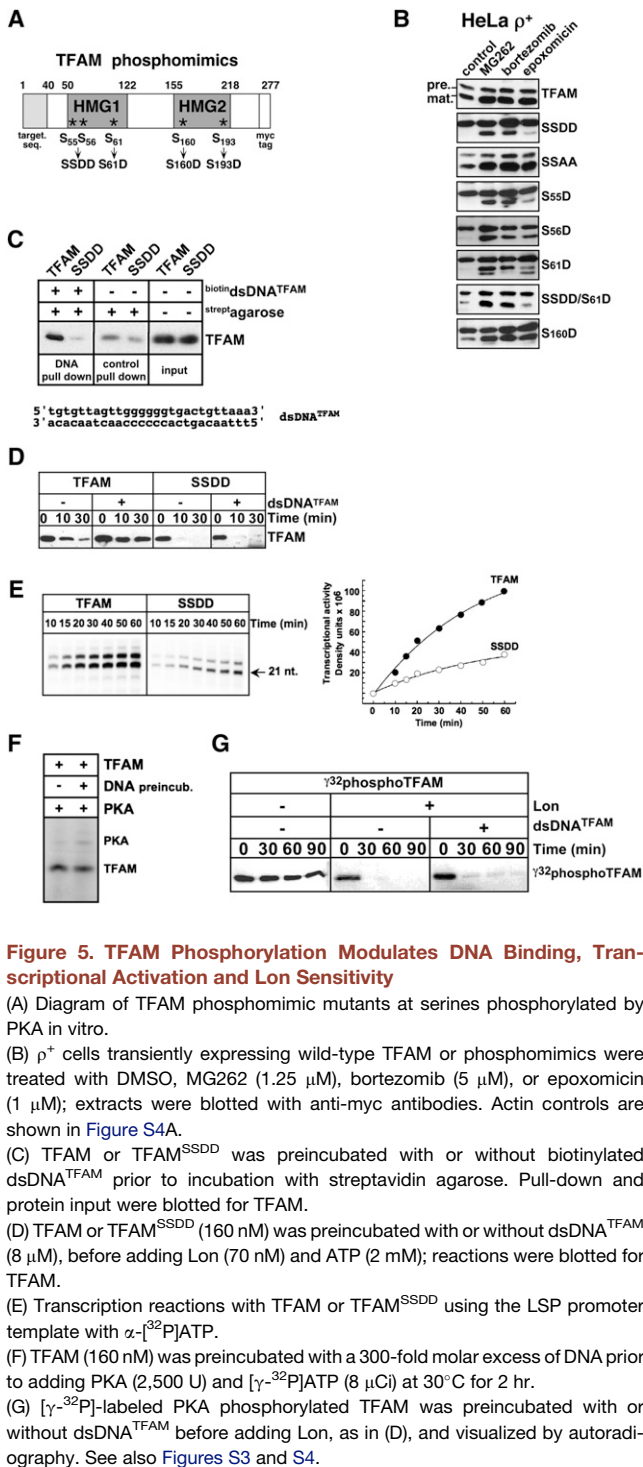 A
TFAM phosphomimics
1 40 50 122 155 218 277
HMG1 HMG2
* * * * *
target. seq. S55S56 S61 S160 S193 myc tag
SSDD S61D S160D S193D
B
HeLa ρ+
control MG262 bortezomib epoxomicin
pre. TFAM
mat.
SSDD
SSAA
S55D
S56D
S61D
SSDD/S61D
S160D
C
TFAM SSDD TFAM SSDD TFAM SSDD
+ + - - - - biotindsDNATFAM
+ + + + - - streptagarose
TFAM
DNA pull down control pull down input
5'tgtgttagttggggggtgactgttaaa3'
3'acacaatcaaccccccactgacaattt5'
dsDNATFAM
D
TFAM SSDD
- + - + dsDNATFAM
0 10 30 0 10 30 0 10 30 0 10 30 Time (min)
TFAM
E
TFAM SSDD
10 15 20 30 40 50 60 10 15 20 30 40 50 60 Time (min)
21 nt.
Transcriptional activity
Density units x 10⁶
100
80
60
40
20
TFAM
SSDD
0 10 20 30 40 50 60
Time (min)
F
+ + TFAM
- + DNA preincub.
+ + PKA
PKA
TFAM
G
γ32phosphoTFAM
- + Lon
- - + dsDNATFAM
0 30 60 90 0 30 60 90 0 30 60 90 Time (min)
γ32phosphoTFAM
Figure 5. TFAM Phosphorylation Modulates DNA Binding, Tran-
scriptional Activation and Lon Sensitivity
(A) Diagram of TFAM phosphomimic mutants at serines phosphorylated by
PKA in vitro.
(B) ρ+ cells transiently expressing wild-type TFAM or phosphomimics were
treated with DMSO, MG262 (1.25 μM), bortezomib (5 μM), or epoxomicin
(1 μM); extracts were blotted with anti-myc antibodies. Actin controls are
shown in Figure S4A.
(C) TFAM or TFAMSSDD was preincubated with or without biotinylated
dsDNATFAM prior to incubation with streptavidin agarose. Pull-down and
protein input were blotted for TFAM.
(D) TFAM or TFAMSSDD (160 nM) was preincubated with or without dsDNATFAM
(8 μM), before adding Lon (70 nM) and ATP (2 mM); reactions were blotted for
TFAM.
(E) Transcription reactions with TFAM or TFAMSSDD using the LSP promoter
template with α-[32P]ATP.
(F) TFAM (160 nM) was preincubated with a 300-fold molar excess of DNA prior
to adding PKA (2,500 U) and [γ-32P]ATP (8 μCi) at 30°C for 2 hr.
(G) [γ-32P]-labeled PKA phosphorylated TFAM was preincubated with or
without dsDNATFAM before adding Lon, as in (D), and visualized by autoradi-
ography. See also Figures S3 and S4.